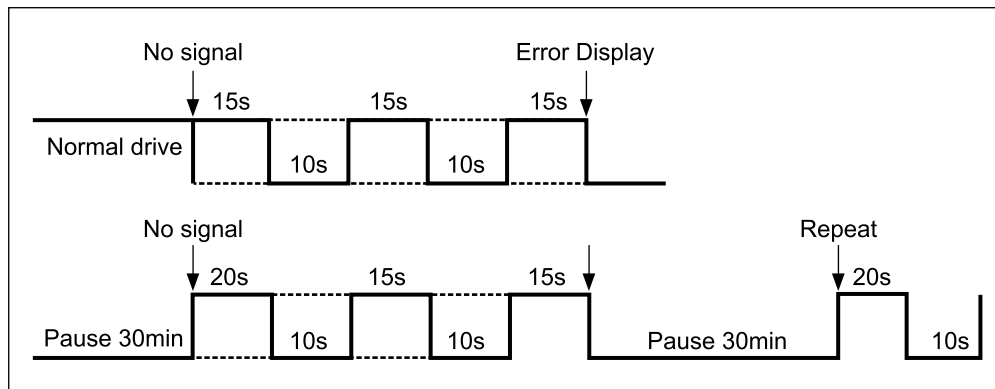 No signal Error Display
15s 15s 15s
Normal drive 10s 10s
No signal Repeat
20s 15s 15s 20s
Pause 30min 10s 10s Pause 30min 10s